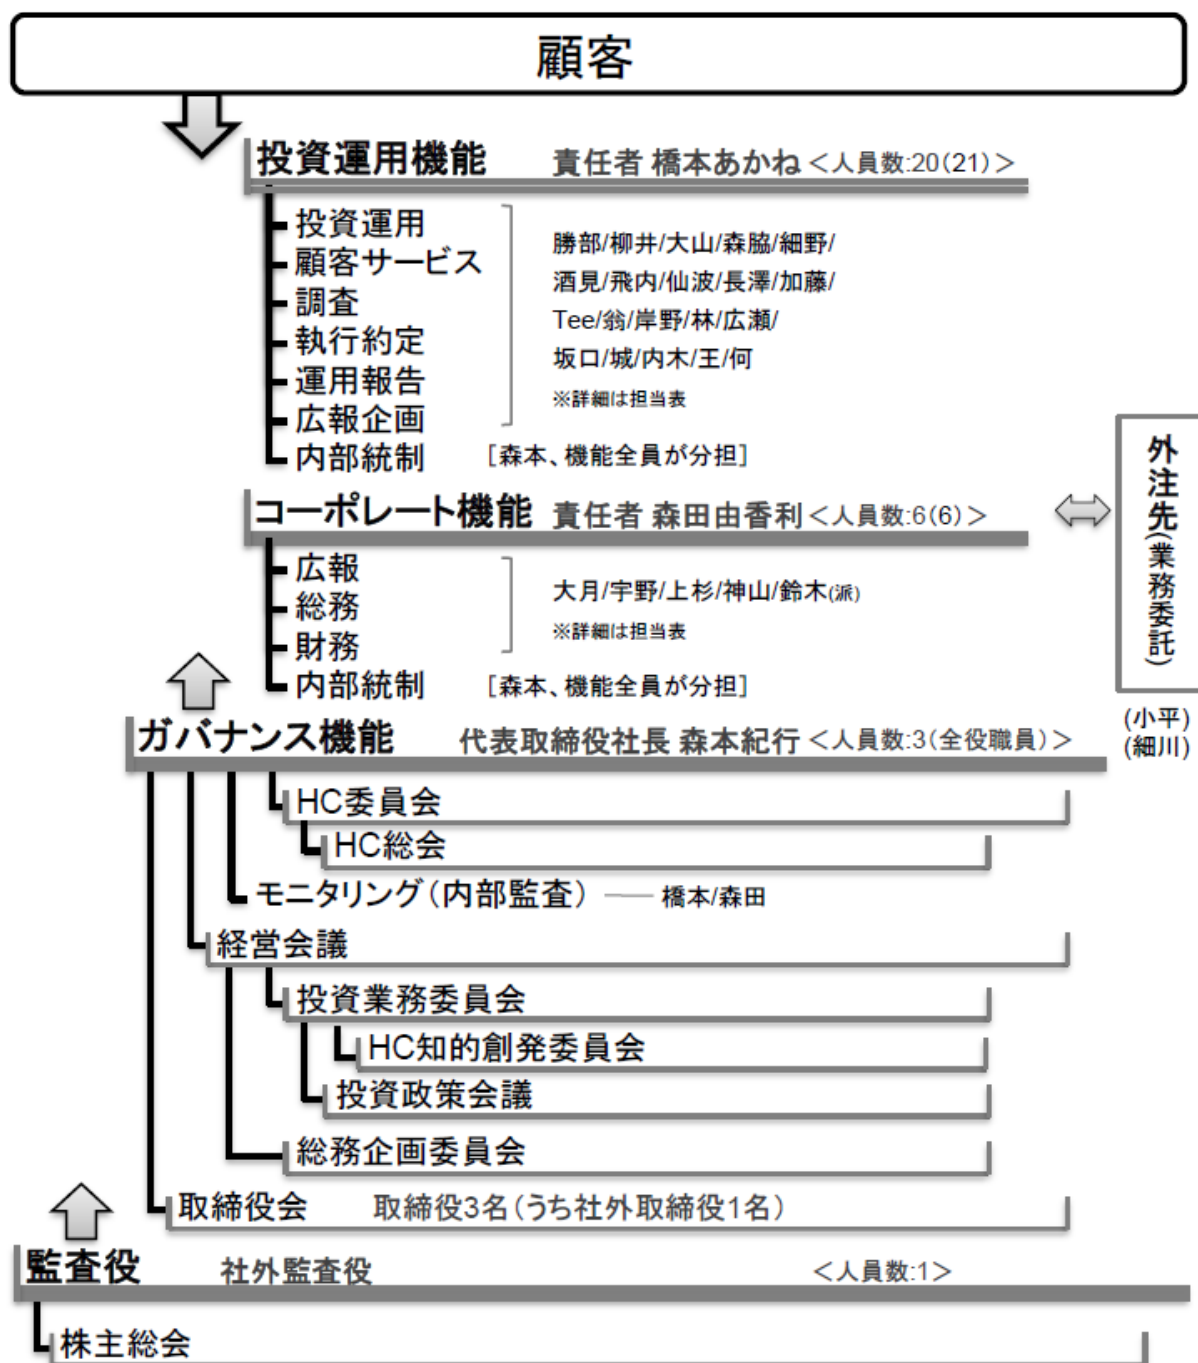 顧客
投資運用機能 責任者 橋本あかね <人員数:20(21)>
投資運用
顧客サービス
調査
執行約定
運用報告
広報企画
勝部/柳井/大山/森脇/細野/
酒見/飛内/仙波/長澤/加藤/
Tee/翁/岸野/林/広瀬/
坂口/城/内木/王/何
※詳細は担当表
内部統制 [森本、機能全員が分担]
コーポレート機能 責任者 森田由香利 <人員数:6(6)>
広報
総務
財務
大月/宇野/上杉/神山/鈴木(派)
※詳細は担当表
内部統制 [森本、機能全員が分担]
外注先(業務委託)
(小平)
(細川)
ガバナンス機能 代表取締役社長 森本紀行 <人員数:3(全役職員)>
HC委員会
HC総会
モニタリング(内部監査) 橋本/森田
経営会議
投資業務委員会
HC知的創発委員会
投資政策会議
総務企画委員会
取締役会 取締役3名(うち社外取締役1名)
監査役 社外監査役 <人員数:1>
株主総会